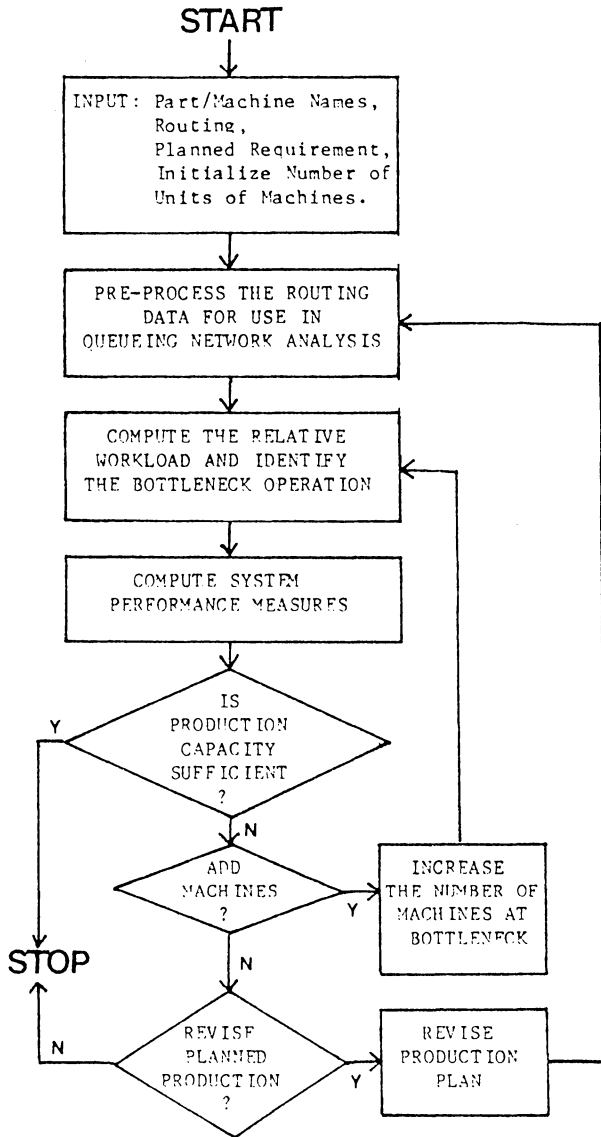 START
INPUT: Part/Machine Names,
Routing,
Planned Requirement,
Initialize Number of
Units of Machines.
PRE-PROCESS THE ROUTING
DATA FOR USE IN
QUEUEING NETWORK ANALYSIS
COMPUTE THE RELATIVE
WORKLOAD AND IDENTIFY
THE BOTTLENECK OPERATION
COMPUTE SYSTEM
PERFORMANCE MEASURES
IS
PRODUCTION
CAPACITY
SUFFICIENT
?
Y
N
ADD
MACHINES
?
Y
INCREASE
THE NUMBER OF
MACHINES AT
BOTTLENECK
N
STOP
REVISE
PLANNED
PRODUCTION
?
N
Y
REVISE
PRODUCTION
PLAN